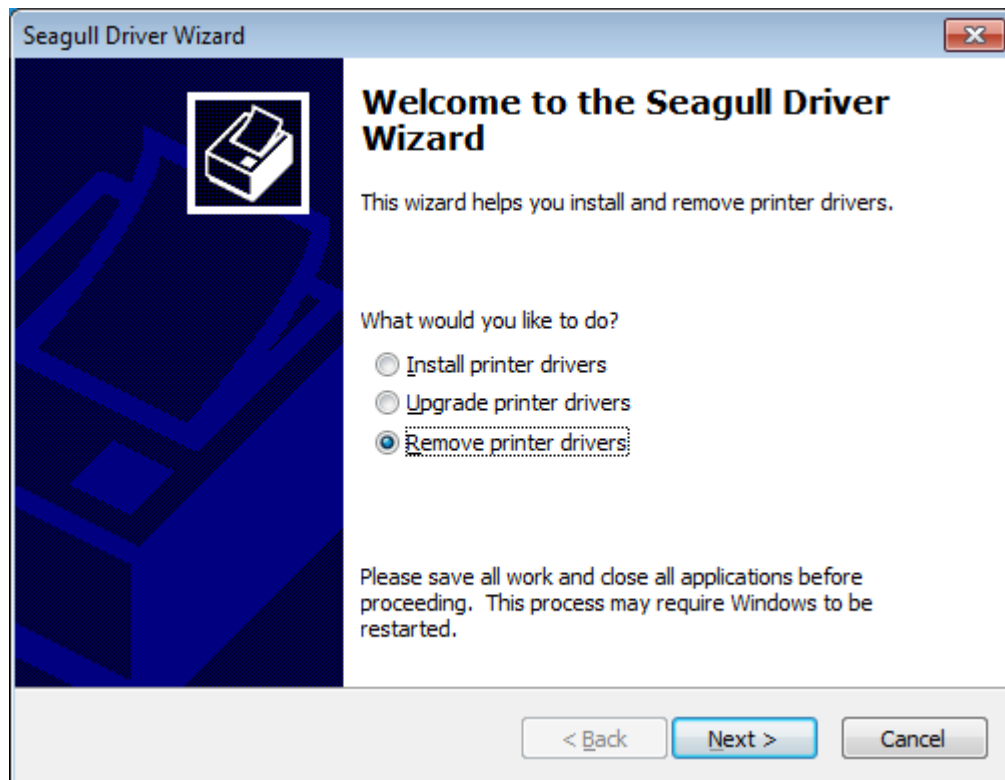 Seagull Driver Wizard
Welcome to the Seagull Driver
Wizard
This wizard helps you install and remove printer drivers.
What would you like to do?
Install printer drivers
Upgrade printer drivers
Remove printer drivers
Please save all work and close all applications before
proceeding.  This process may require Windows to be
restarted.
< Back
Next >
Cancel